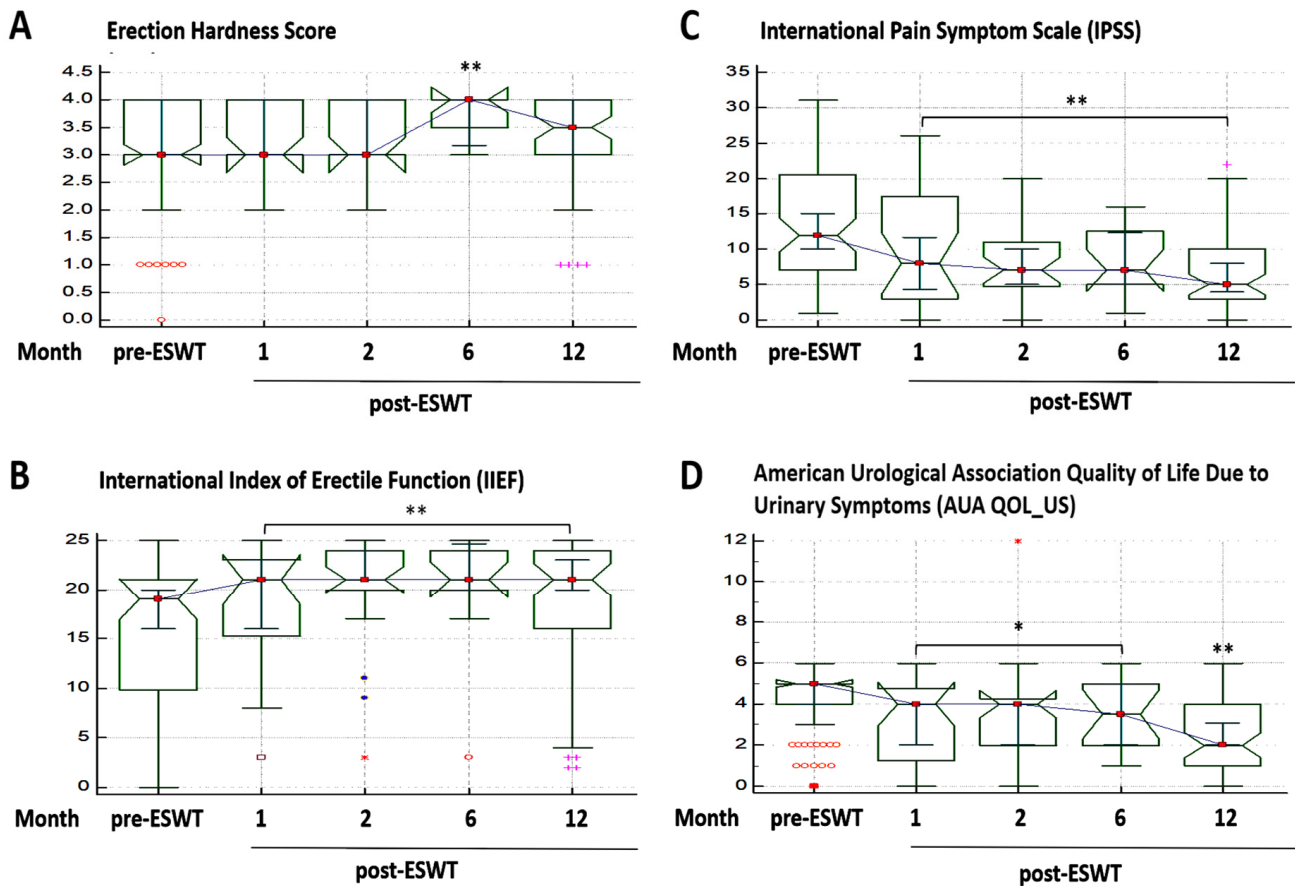 A
Erection Hardness Score
4.5
4.0
3.5
3.0
2.5
2.0
1.5
1.0
0.5
0.0
**
Month pre-ESWT 1 2 6 12
post-ESWT
B
International Index of Erectile Function (IIEF)
25
20
15
10
5
0
**
Month pre-ESWT 1 2 6 12
post-ESWT
C
International Pain Symptom Scale (IPSS)
35
30
25
20
15
10
5
0
**
Month pre-ESWT 1 2 6 12
post-ESWT
D
American Urological Association Quality of Life Due to
Urinary Symptoms (AUA QOL_US)
12
10
8
6
4
2
0
*
**
Month pre-ESWT 1 2 6 12
post-ESWT